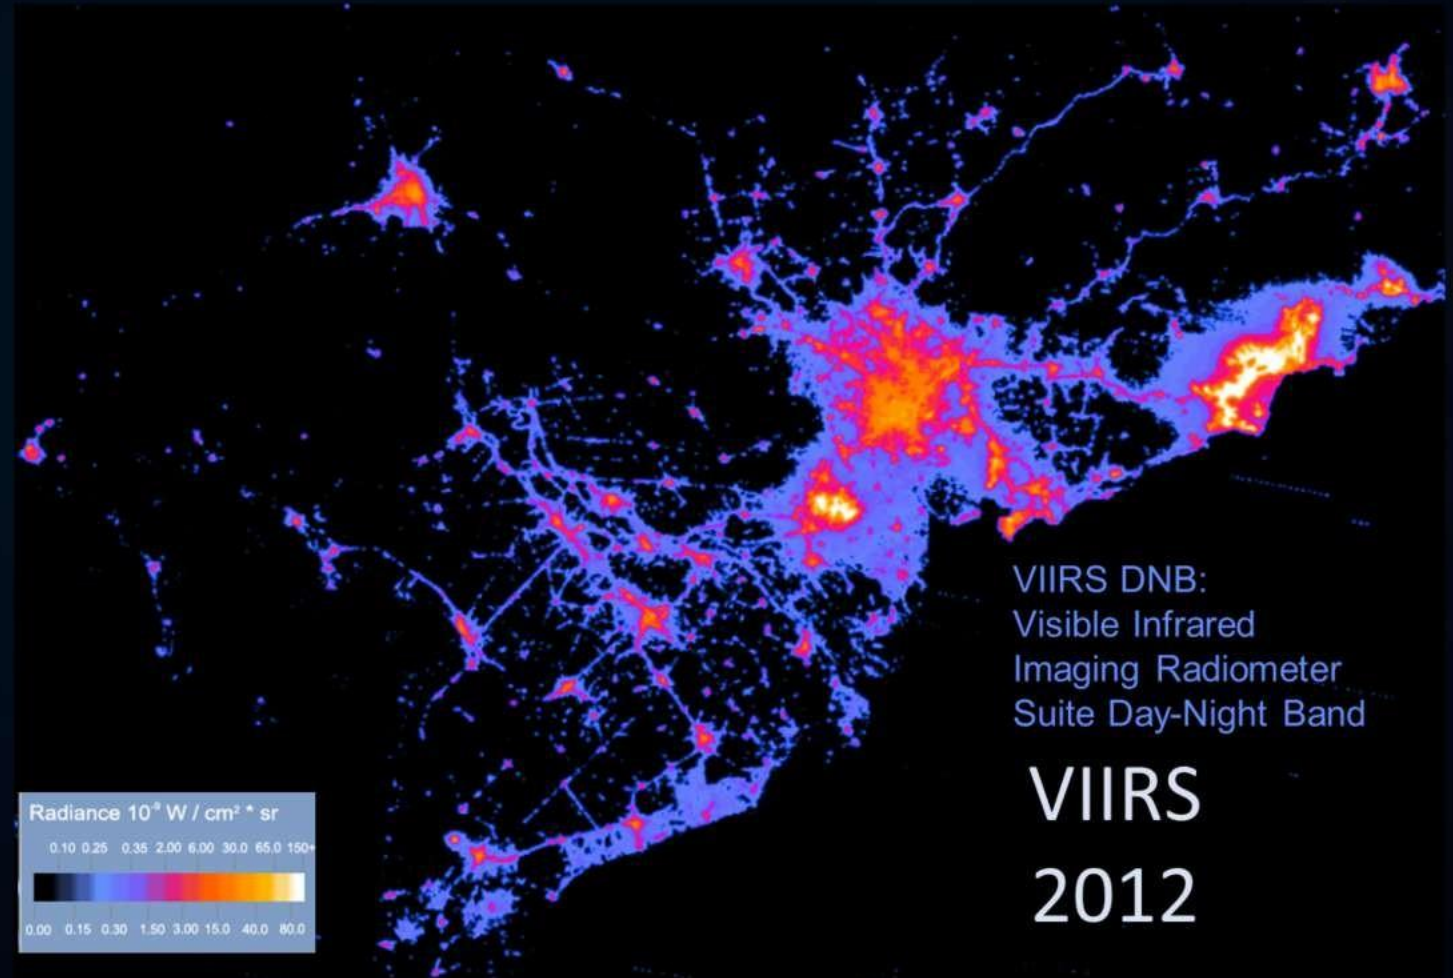 VIIRS DNB:
Visible Infrared
Imaging Radiometer
Suite Day-Night Band
VIIRS
2012
Radiance 10⁻⁹ W / cm² * sr
0.10 0.25 0.35 2.00 6.00 30.0 65.0 150+
0.00 0.15 0.30 1.50 3.00 15.0 40.0 80.0